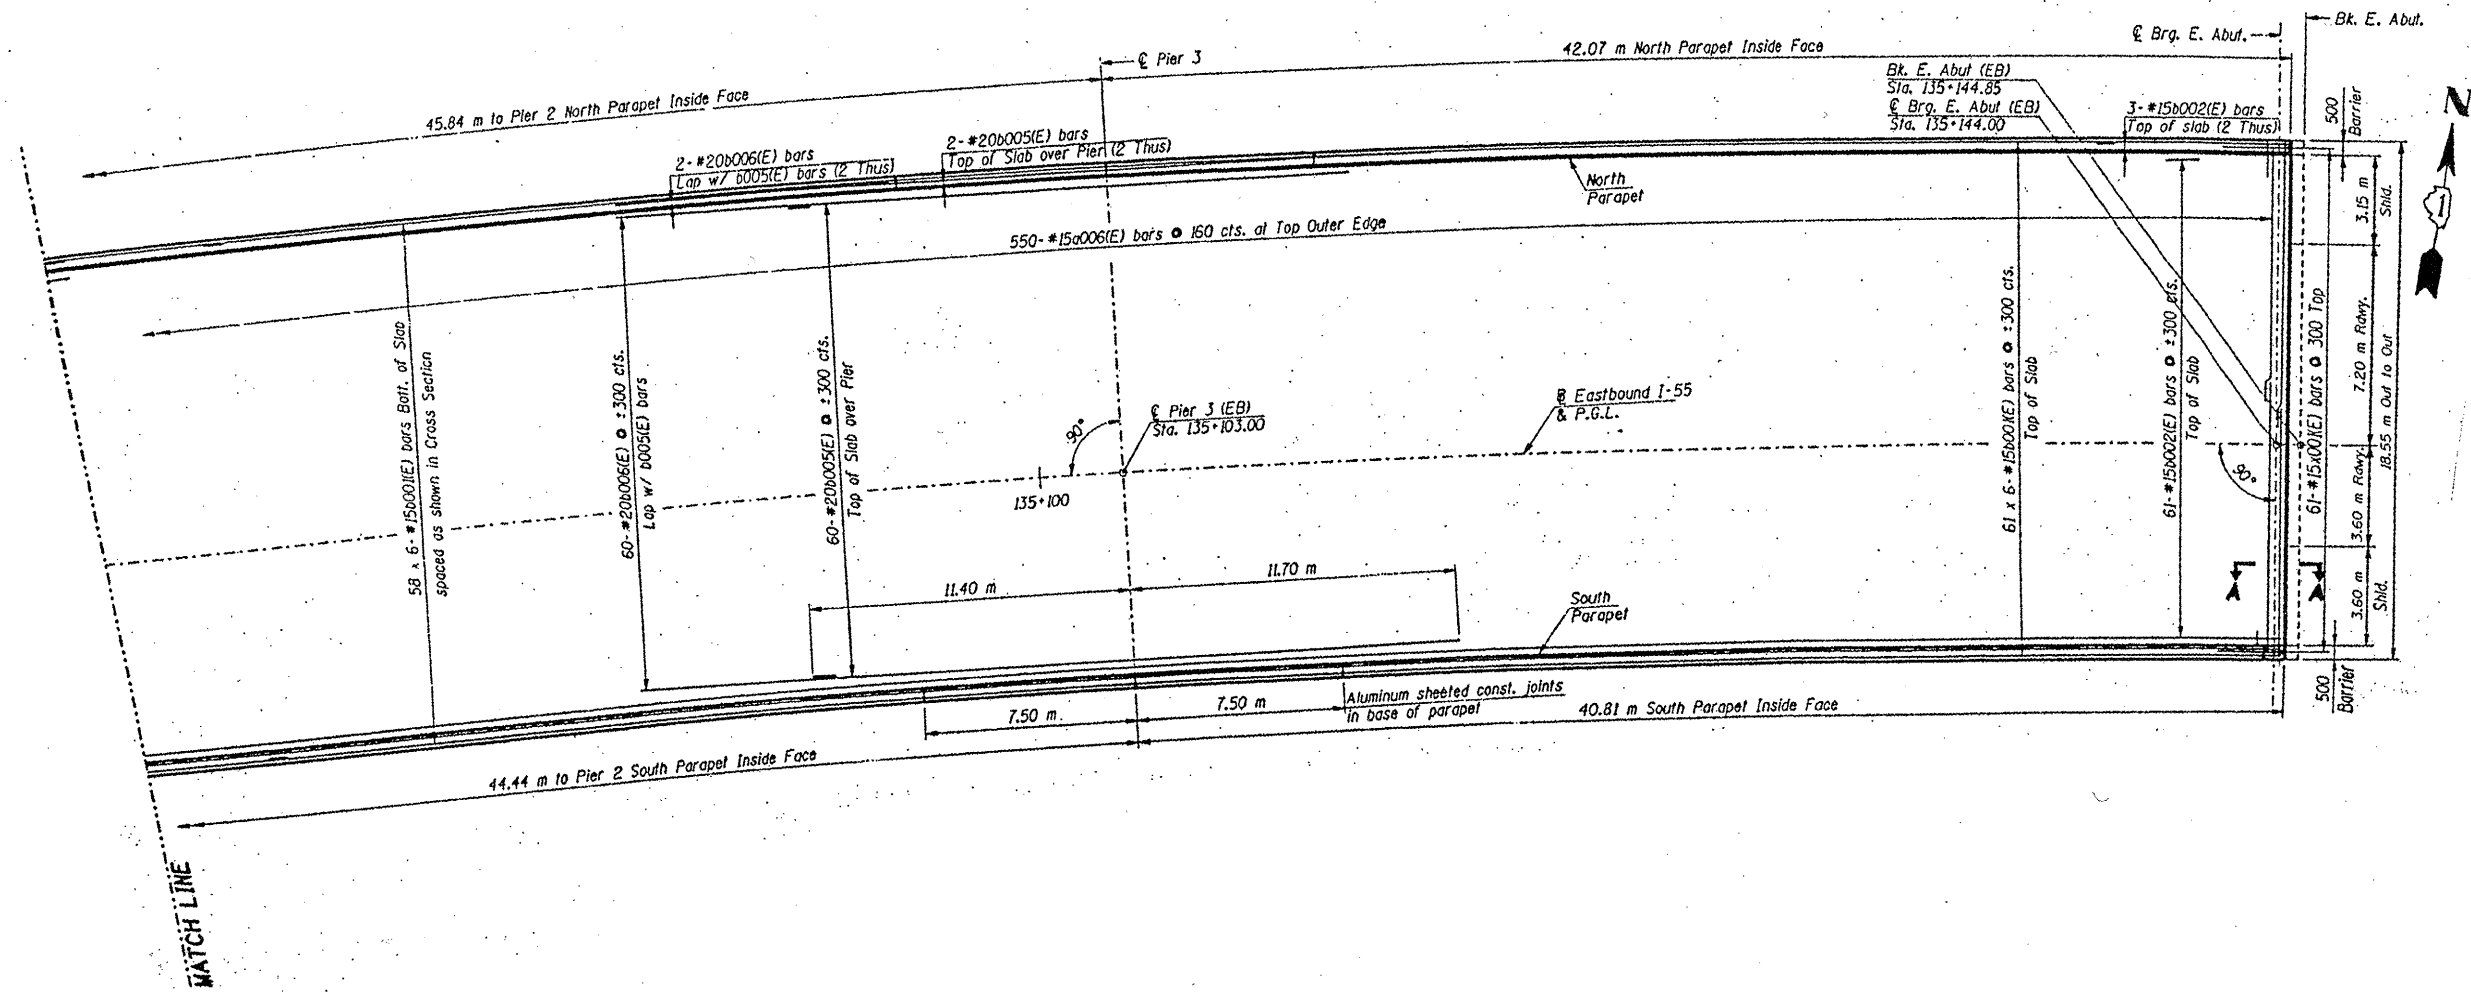 Bk. E. Abut.
℄ Brg. E. Abut.
42.07 m North Parapet Inside Face
℄ Pier 3
45.84 m to Pier 2 North Parapet Inside Face
Bk. E. Abut (EB)
Sta. 135+144.85
℄ Brg. E. Abut (EB)
Sta. 135+144.00
3-#15b002(E) bars
Top of slab (2 Thus)
500
Barrier
N
1
2-#20b005(E) bars
Top of Slab over Pier (2 Thus)
2-#20b006(E) bars
Lap w/ b005(E) bars (2 Thus)
North
Parapet
3.15 m
Shld.
550-#15a006(E) bars @ 160 cts. at Top Outer Edge
58 x 6-#15b001(E) bars Bott. of Slab
spaced as shown in Cross Section
60-#20b006(E) @ ±300 cts.
Lap w/ b005(E) bars
60-#20b005(E) @ ±300 cts.
Top of Slab over Pier
90°
℄ Pier 3 (EB)
Sta. 135+103.00
135+100
B Eastbound I-55
& P.G.L.
61 x 6-#15b001(E) bars @ ±300 cts.
Top of Slab
61-#15b002(E) bars @ ±300 cts.
Top of Slab
90°
61-#15x001(E) bars @ 300 Top
7.20 m Rdwy.
18.55 m Out to Out
3.60 m Rdwy.
3.60 m
Shld.
A
A
11.40 m
11.70 m
South
Parapet
7.50 m
7.50 m
Aluminum sheeted const. joints
in base of parapet
40.81 m South Parapet Inside Face
500
Barrier
44.44 m to Pier 2 South Parapet Inside Face
MATCH LINE